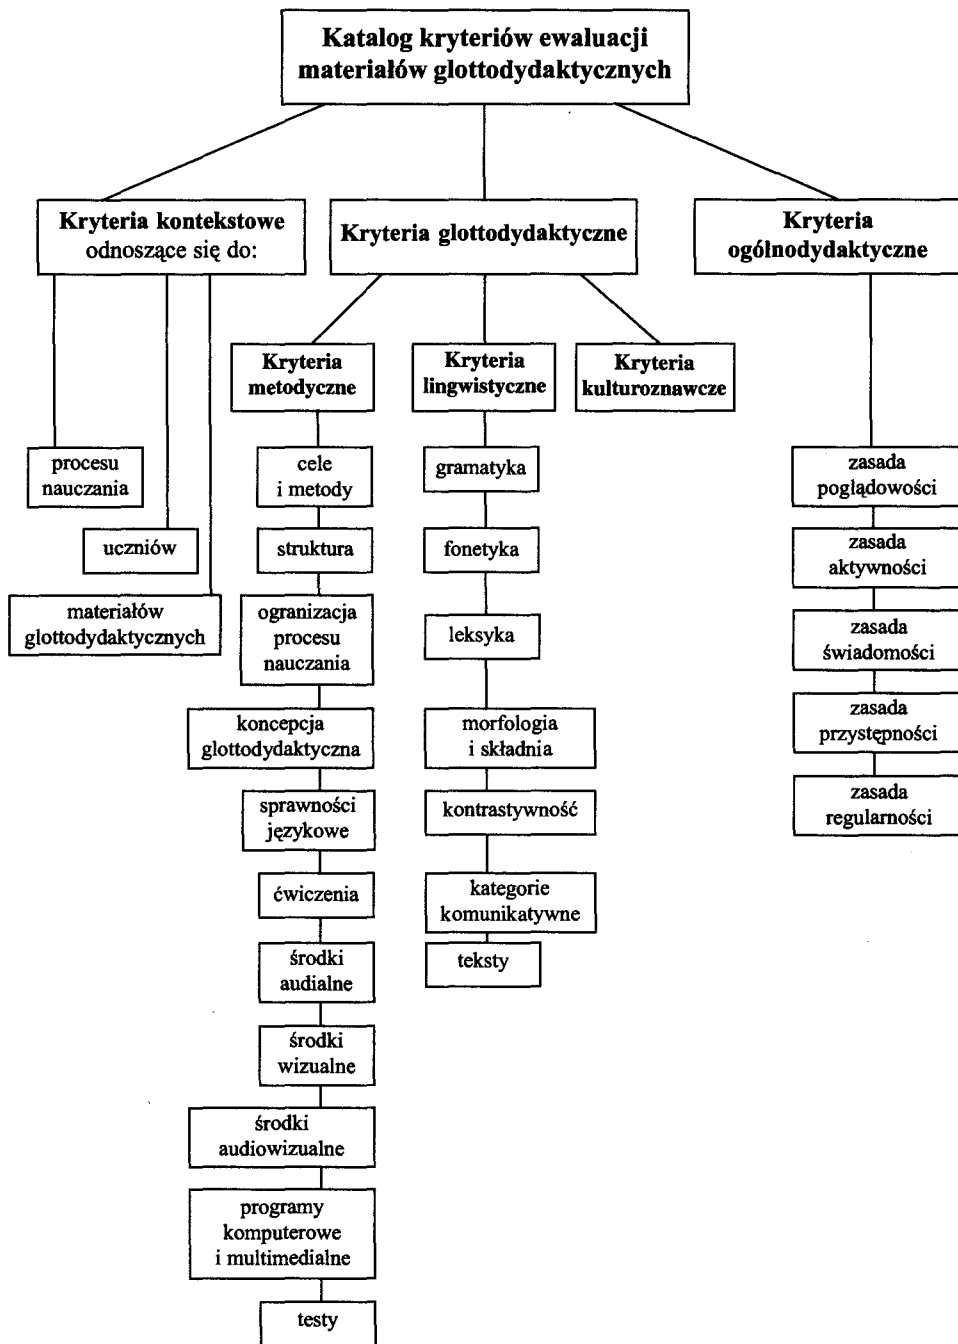 Katalog kryteriów ewaluacji
materiałów glottodydaktycznych
Kryteria kontekstowe
odnoszące się do:
procesu
nauczania
uczniów
materiałów
glottodydaktycznych
Kryteria glottodydaktyczne
Kryteria
metodyczne
cele
i metody
struktura
ogranizacja
procesu
nauczania
koncepcja
glottodydaktyczna
sprawności
językowe
ćwiczenia
środki
audialne
środki
wizualne
środki
audiowizualne
programy
komputerowe
i multimedialne
testy
Kryteria
lingwistyczne
gramatyka
fonetyka
leksyka
morfologia
i składnia
kontrastywność
kategorie
komunikatywne
teksty
Kryteria
kulturoznawcze
Kryteria
ogólnodydaktyczne
zasada
poglądowości
zasada
aktywności
zasada
świadomości
zasada
przystępności
zasada
regularności